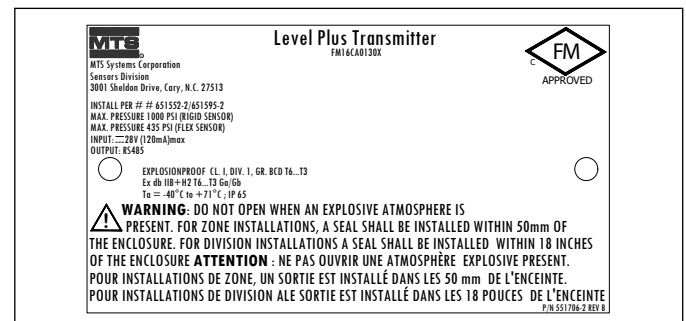 MTS
Level Plus Transmitter
FM16CA0130X
C FM
APPROVED
MTS Systems Corporation
Sensors Division
3001 Sheldon Drive, Cary, N.C. 27513
INSTALL PER # # 651552-2/651595-2
MAX. PRESSURE 1000 PSI (RIGID SENSOR)
MAX. PRESSURE 435 PSI (FLEX SENSOR)
INPUT: ⎓28V (120mA)max
OUTPUT: RS485
EXPLOSIONPROOF CL. I, DIV. 1, GR. BCD T6...T3
Ex db IIB+H2 T6...T3 Ga/Gb
Ta = -40°C to +71°C ; IP 65
WARNING: DO NOT OPEN WHEN AN EXPLOSIVE ATMOSPHERE IS
PRESENT. FOR ZONE INSTALLATIONS, A SEAL SHALL BE INSTALLED WITHIN 50mm OF
THE ENCLOSURE. FOR DIVISION INSTALLATIONS A SEAL SHALL BE INSTALLED WITHIN 18 INCHES
OF THE ENCLOSURE ATTENTION : NE PAS OUVRIR UNE ATMOSPHÈRE EXPLOSIVE PRESENT.
POUR INSTALLATIONS DE ZONE, UN SORTIE EST INSTALLÉ DANS LES 50 mm DE L'ENCEINTE.
POUR INSTALLATIONS DE DIVISION ALE SORTIE EST INSTALLÉ DANS LES 18 POUCES DE L'ENCEINTE
P/N 551706-2 REV B